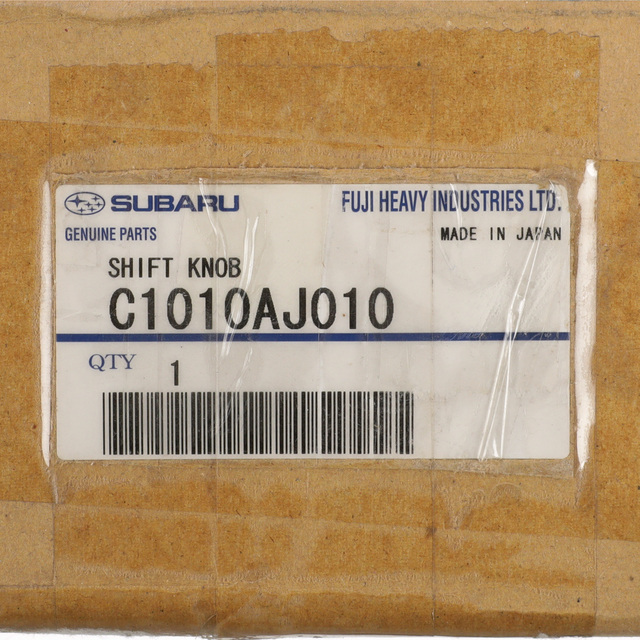 SUBARU FUJI HEAVY INDUSTRIES LTD.
GENUINE PARTS MADE IN JAPAN
SHIFT KNOB
C1010AJ010
QTY 1